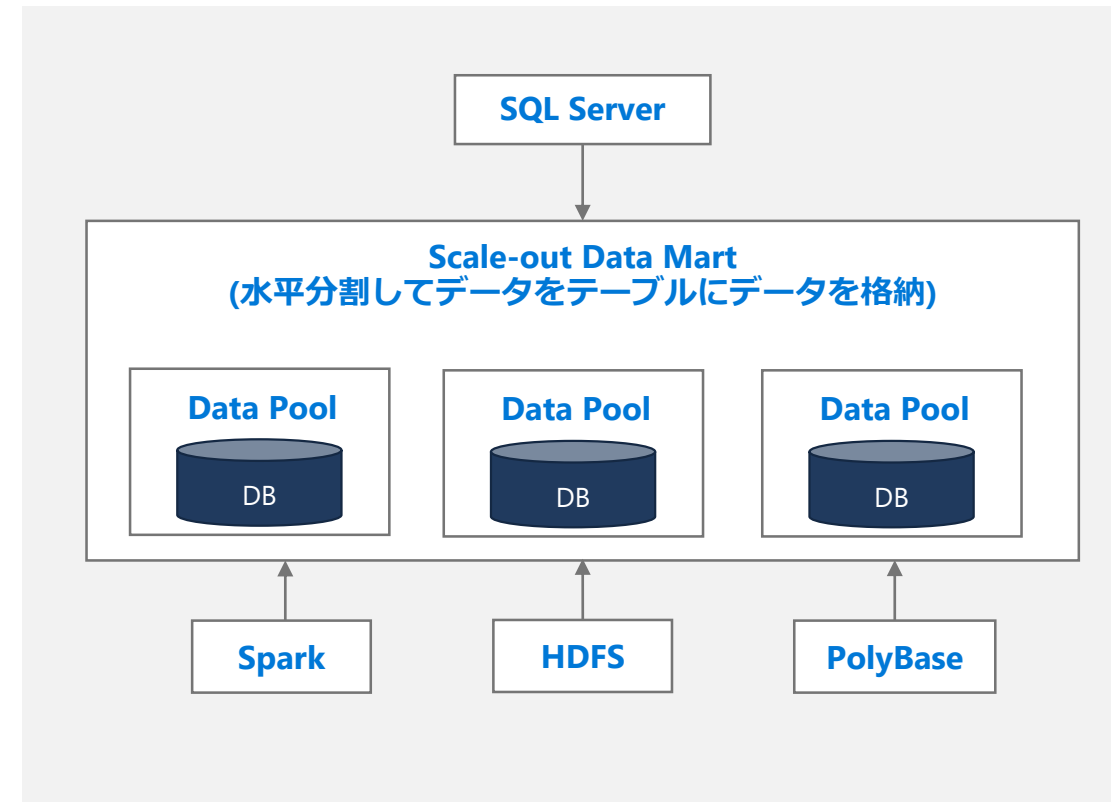 SQL Server
Scale-out Data Mart
(水平分割してデータをテーブルにデータを格納)
Data Pool
Data Pool
Data Pool
DB
DB
DB
Spark
HDFS
PolyBase